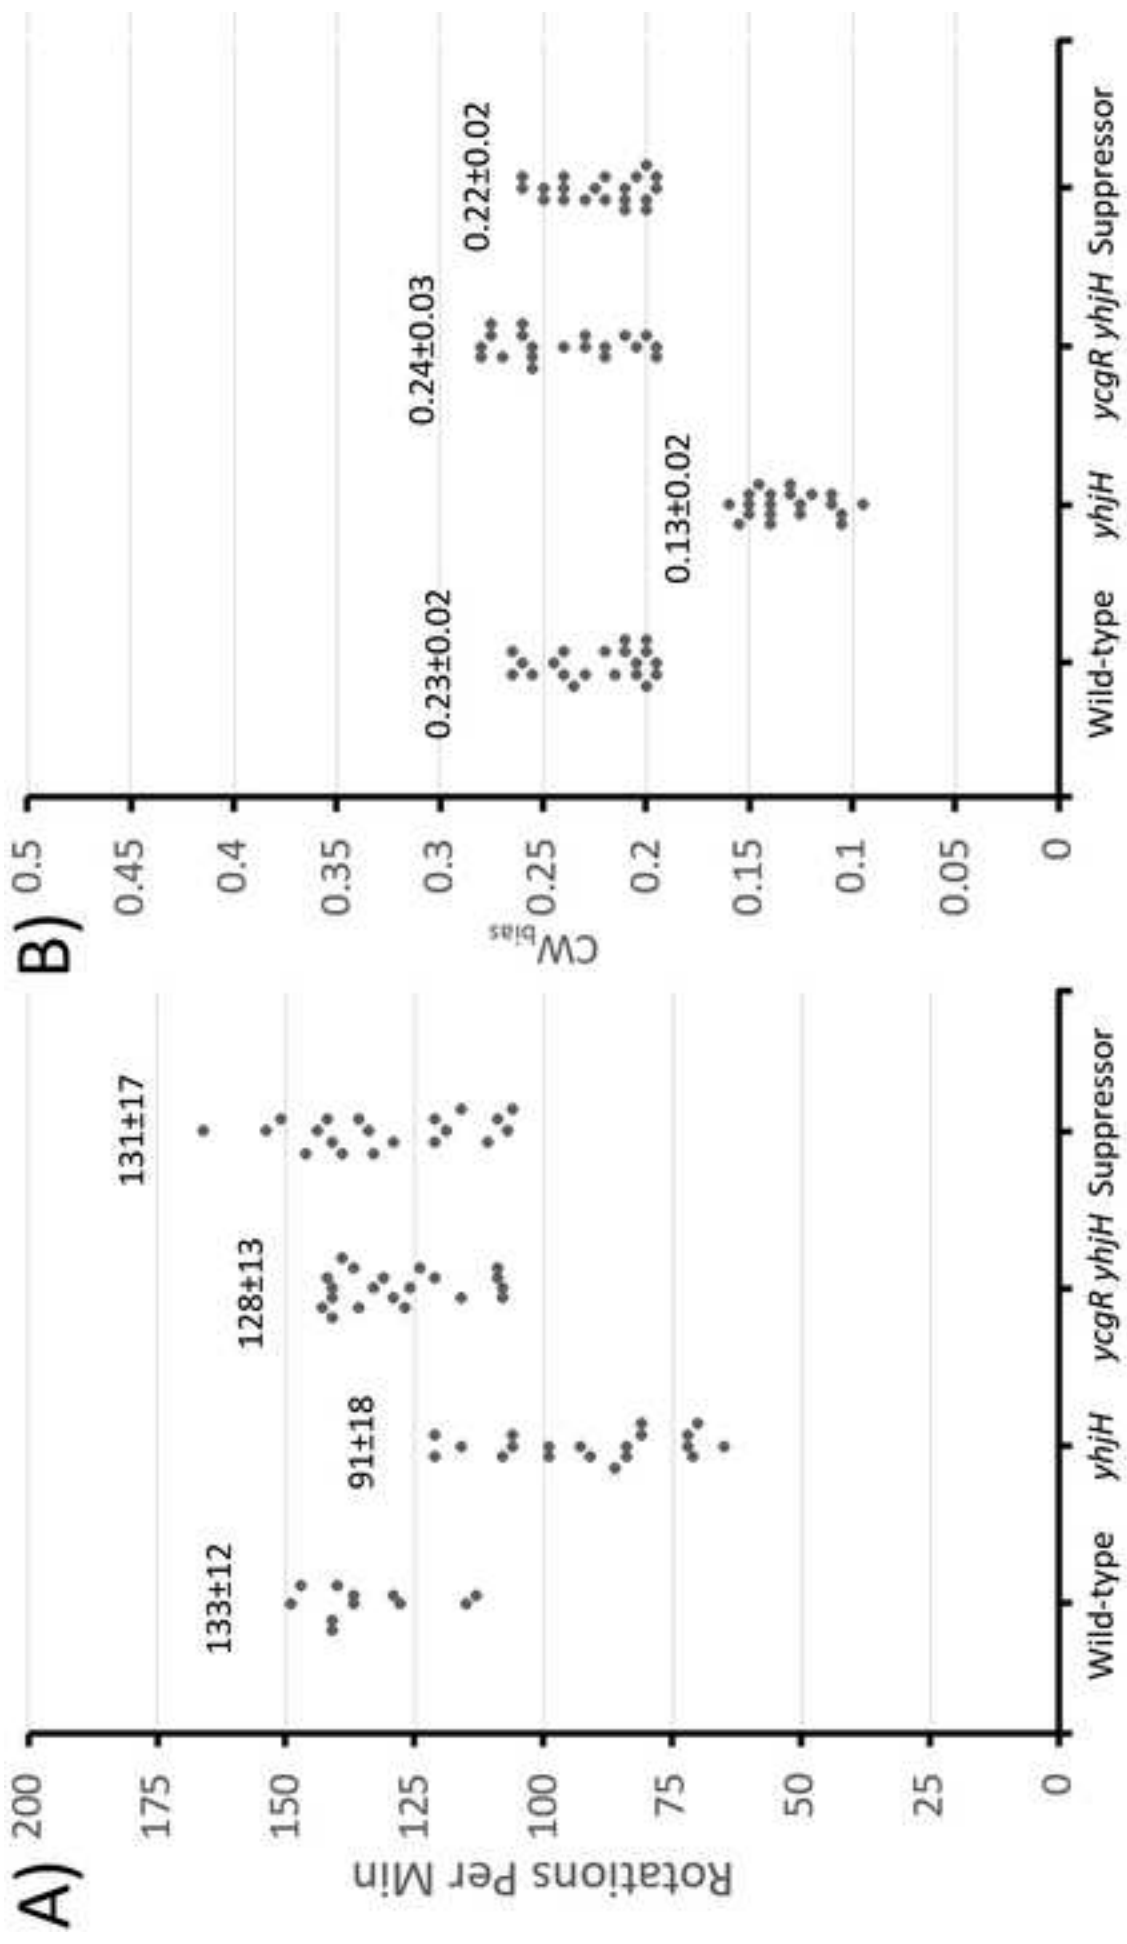 A)
Rotations Per Min
200
175
150
125
100
75
50
25
0
133±12
91±18
128±13
131±17
Wild-type
yhjH
ycgR yhjH
Suppressor
B)
CWbias
0.5
0.45
0.4
0.35
0.3
0.25
0.2
0.15
0.1
0.05
0
0.23±0.02
0.13±0.02
0.24±0.03
0.22±0.02
Wild-type
yhjH
ycgR yhjH
Suppressor